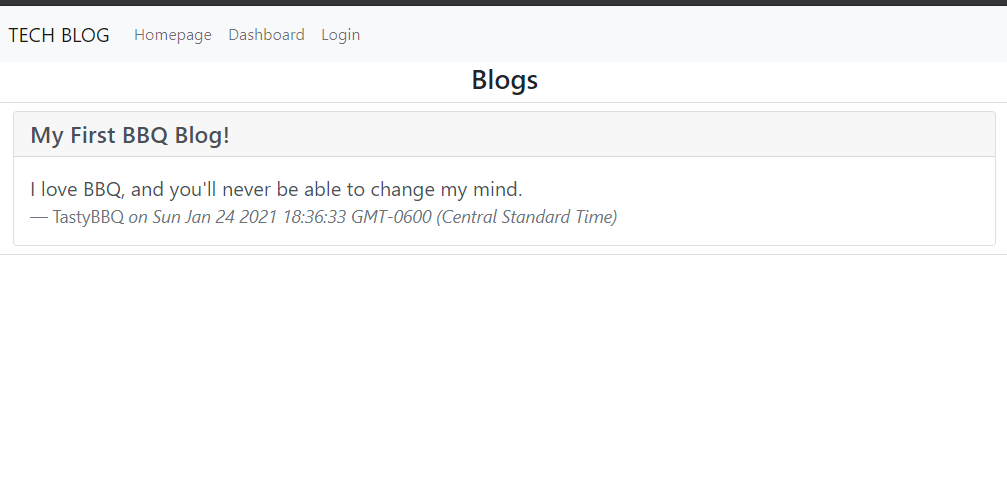 TECH BLOG Homepage Dashboard Login
Blogs
My First BBQ Blog!
I love BBQ, and you'll never be able to change my mind.
— TastyBBQ on Sun Jan 24 2021 18:36:33 GMT-0600 (Central Standard Time)